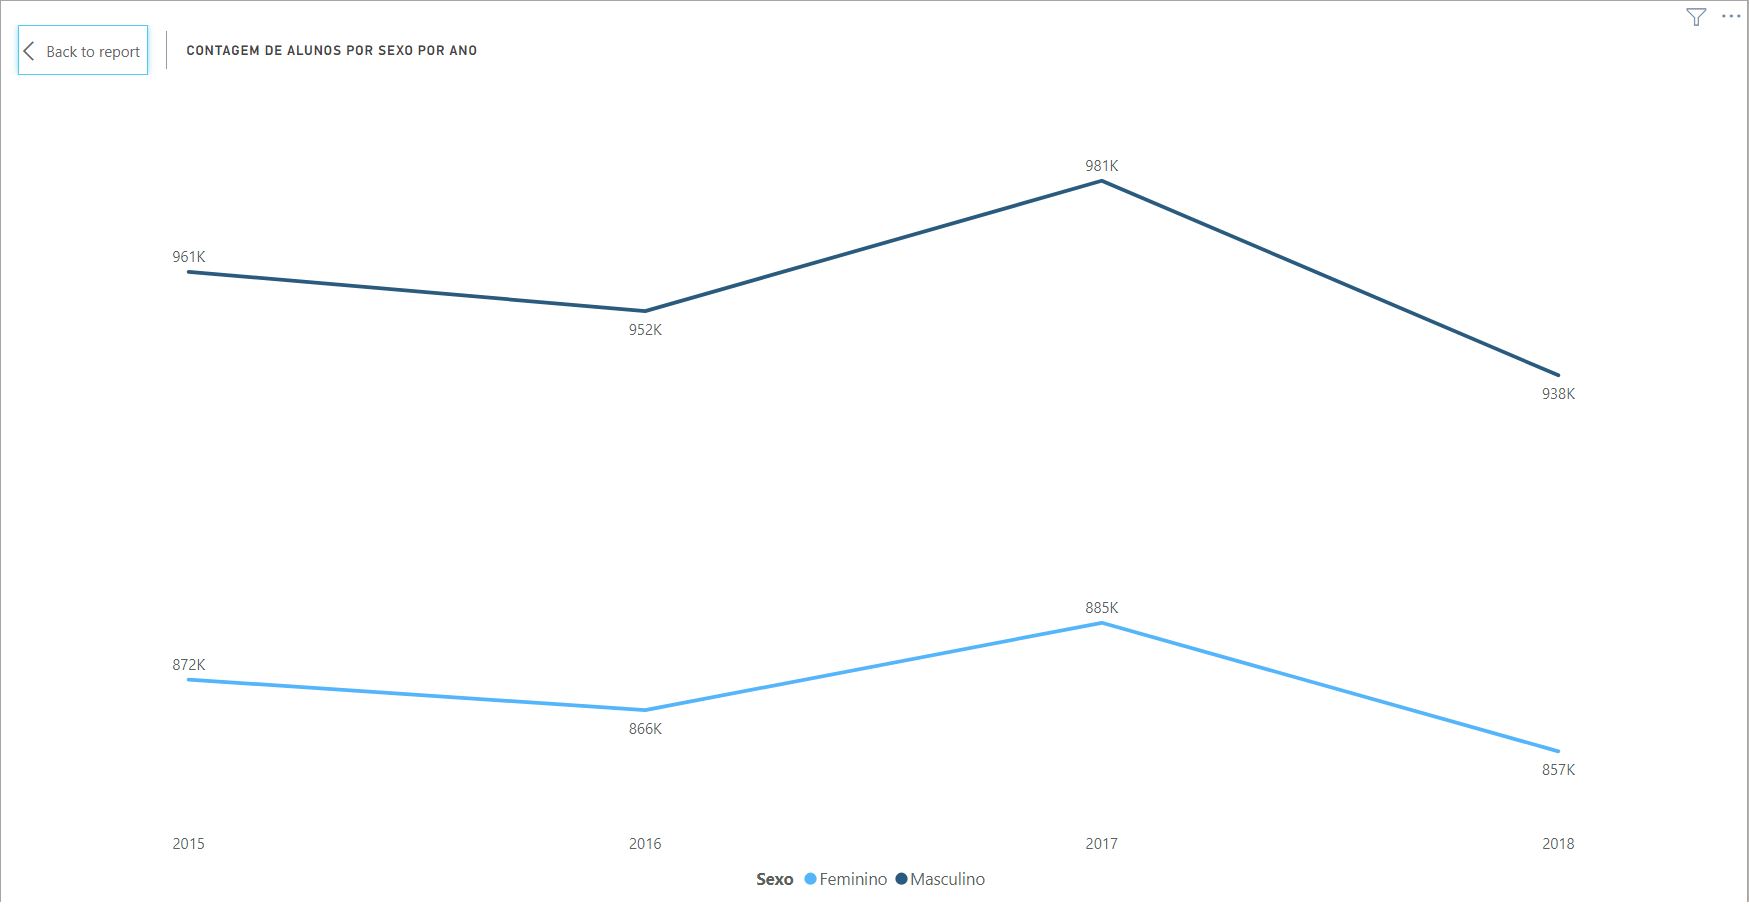 Back to report
CONTAGEM DE ALUNOS POR SEXO POR ANO
981K
961K
952K
938K
885K
872K
866K
857K
2015 2016 2017 2018
Sexo Feminino Masculino